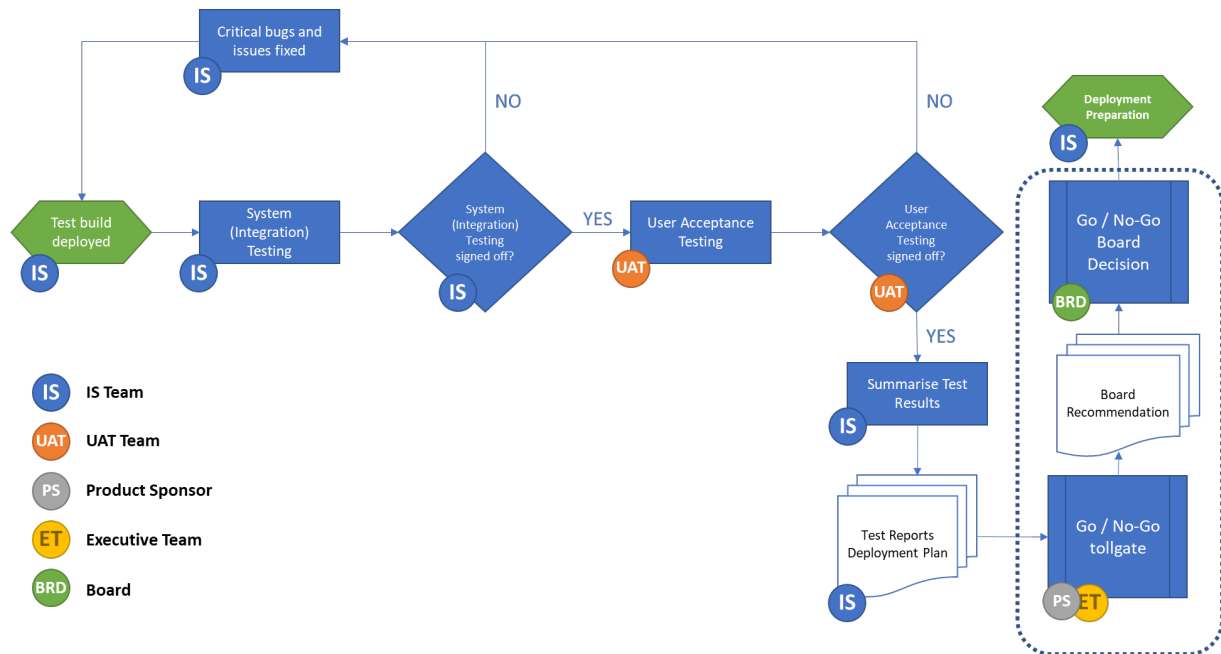 Critical bugs and
issues fixed
IS
NO
NO
Deployment
Preparation
IS
Test build
deployed
IS
System
(Integration)
Testing
IS
System
(Integration)
Testing
signed off?
IS
YES
User Acceptance
Testing
UAT
User
Acceptance
Testing
signed off?
UAT
YES
Go / No-Go
Board
Decision
BRD
Summarise Test
Results
IS
Board
Recommendation
Test Reports
Deployment Plan
IS
Go / No-Go
tollgate
PS
ET
IS
IS Team
UAT
UAT Team
PS
Product Sponsor
ET
Executive Team
BRD
Board